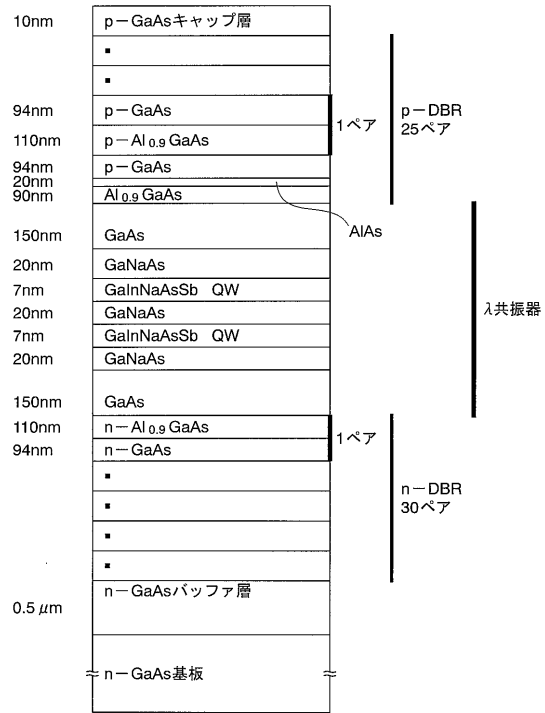 10nm p－GaAsキャップ層
94nm p－GaAs
1ペア
p－DBR
25ペア
110nm p－Al0.9GaAs
94nm p－GaAs
20nm
AlAs
90nm Al0.9GaAs
150nm GaAs
20nm GaNaAs
7nm GaInNaAsSb QW
λ共振器
20nm GaNaAs
7nm GaInNaAsSb QW
20nm GaNaAs
150nm GaAs
110nm n－Al0.9GaAs
1ペア
94nm n－GaAs
n－DBR
30ペア
n－GaAsバッファ層
0.5μm
n－GaAs基板